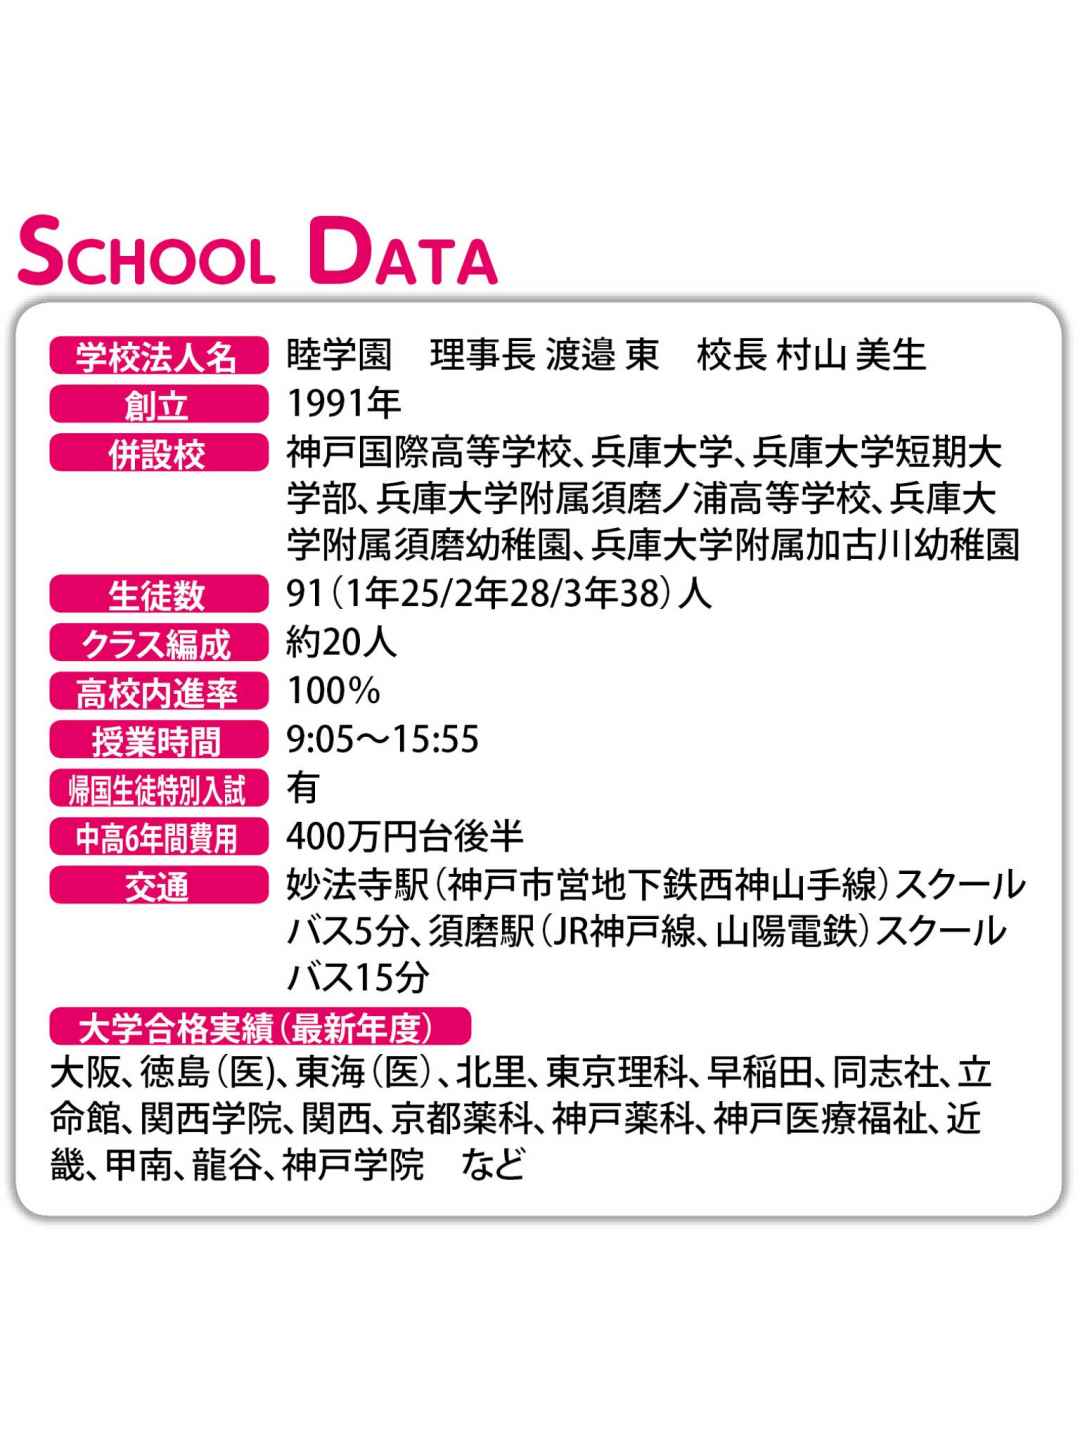 SCHOOL DATA
学校法人名 睦学園　理事長 渡邉 東　校長 村山 美生
創立 1991年
併設校 神戸国際高等学校、兵庫大学、兵庫大学短期大
学部、兵庫大学附属須磨ノ浦高等学校、兵庫大
学附属須磨幼稚園、兵庫大学附属加古川幼稚園
生徒数 91（1年25/2年28/3年38）人
クラス編成 約20人
高校内進率 100％
授業時間 9:05〜15:55
帰国生徒特別入試 有
中高6年間費用 400万円台後半
交通 妙法寺駅（神戸市営地下鉄西神山手線）スクール
バス5分、須磨駅（JR神戸線、山陽電鉄）スクール
バス15分
大学合格実績（最新年度）
大阪、徳島（医)、東海（医）、北里、東京理科、早稲田、同志社、立
命館、関西学院、関西、京都薬科、神戸薬科、神戸医療福祉、近
畿、甲南、龍谷、神戸学院　など